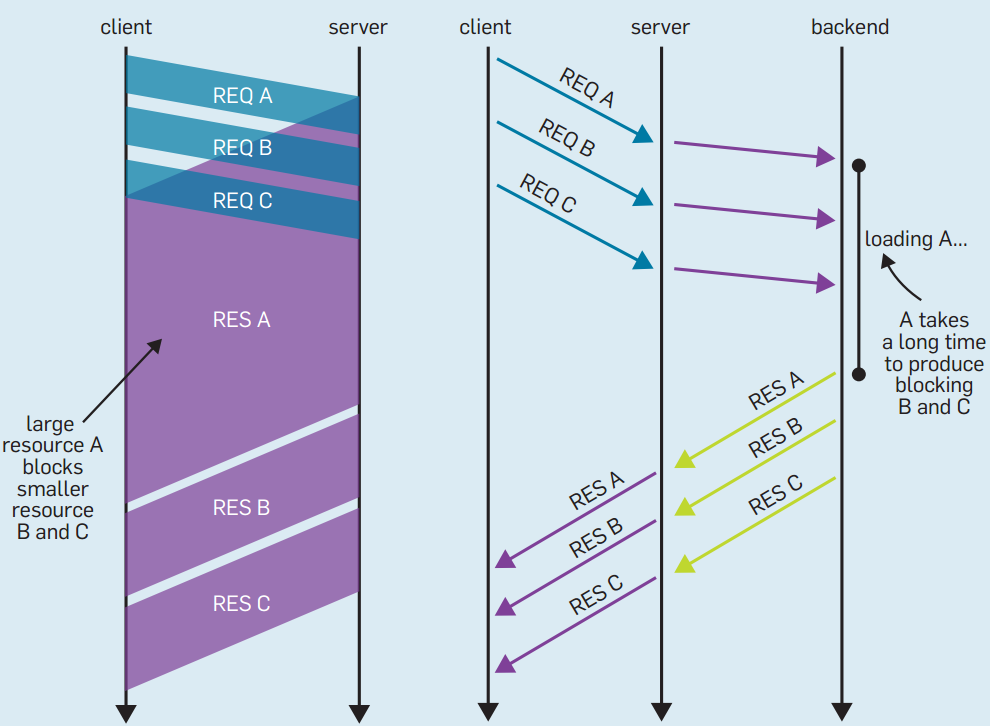 client
server
REQ A
REQ B
REQ C
RES A
large
resource A
blocks
smaller
resource
B and C
RES B
RES C
client
server
backend
REQ A
REQ B
REQ C
loading A...
A takes
a long time
to produce
blocking
B and C
RES A
RES B
RES C
RES A
RES B
RES C